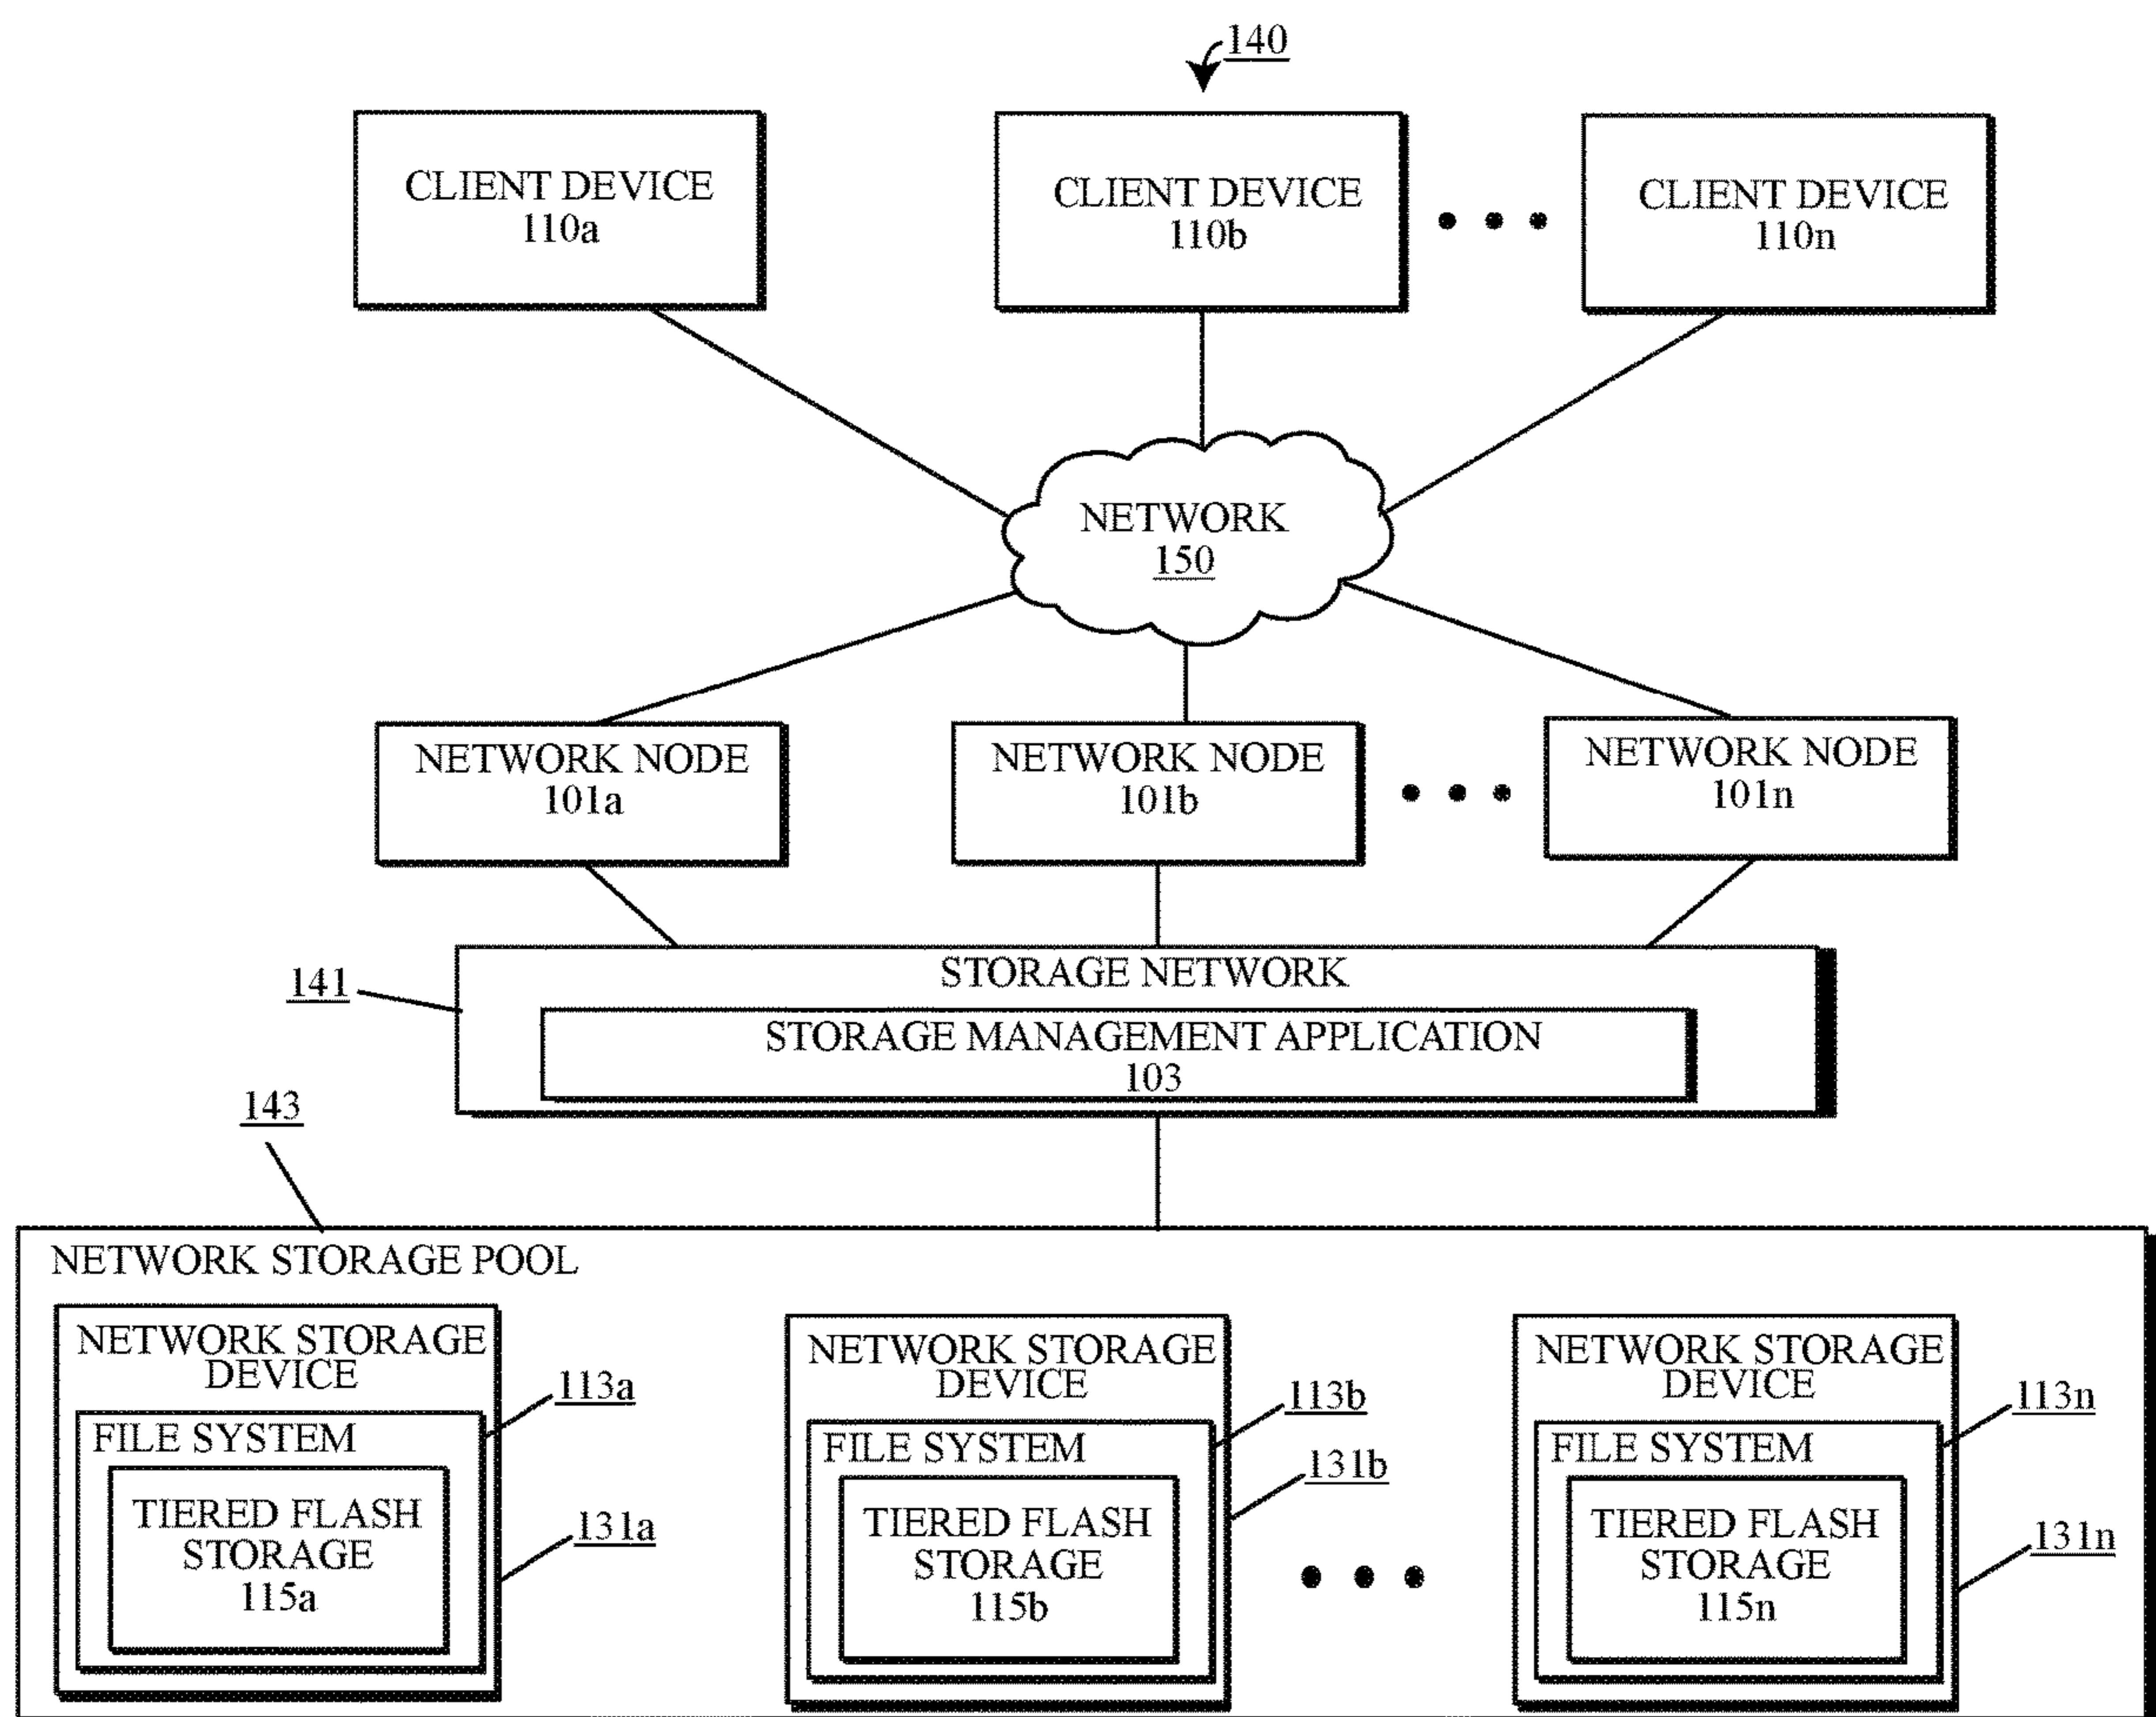 140
CLIENT DEVICE
110a
CLIENT DEVICE
110b
CLIENT DEVICE
110n
NETWORK
150
NETWORK NODE
101a
NETWORK NODE
101b
NETWORK NODE
101n
141
STORAGE NETWORK
STORAGE MANAGEMENT APPLICATION
103
143
NETWORK STORAGE POOL
NETWORK STORAGE
DEVICE
113a
FILE SYSTEM
TIERED FLASH
STORAGE
115a
131a
NETWORK STORAGE
DEVICE
113b
FILE SYSTEM
131b
TIERED FLASH
STORAGE
115b
NETWORK STORAGE
DEVICE
113n
FILE SYSTEM
TIERED FLASH
STORAGE
115n
131n